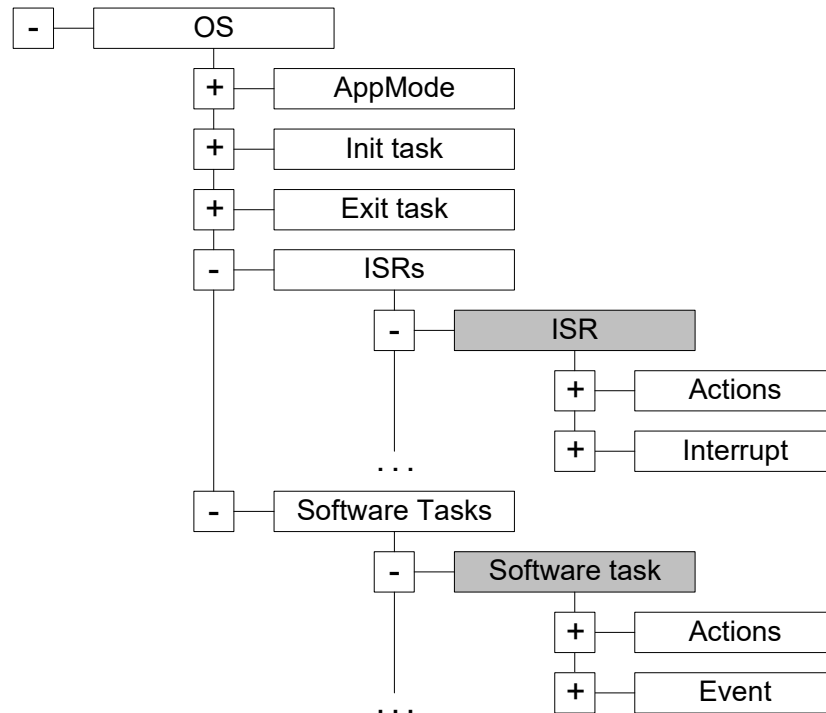 - OS
+ AppMode
+ Init task
+ Exit task
- ISRs
- ISR
+ Actions
+ Interrupt
...
- Software Tasks
- Software task
+ Actions
+ Event
...